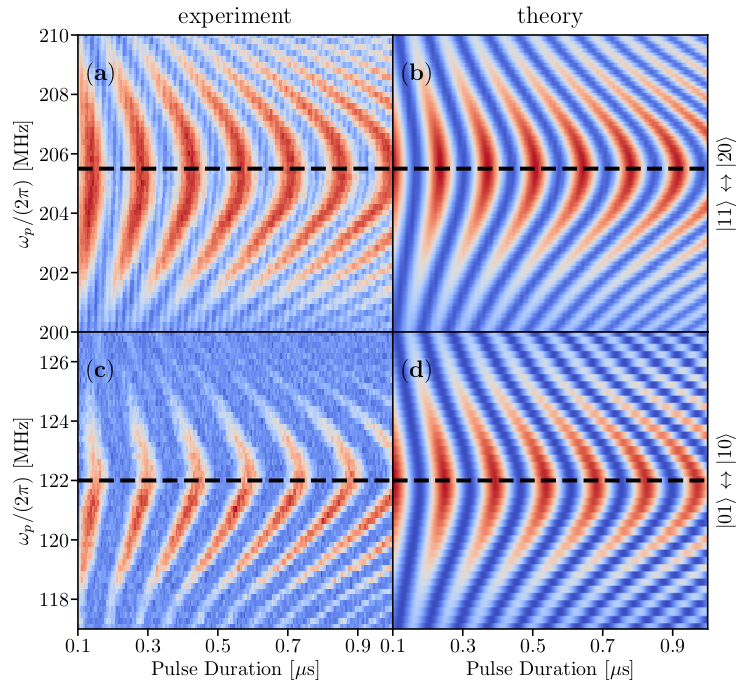 experiment theory
210
208
206
204
202
200
ω_p/(2π) [MHz]
(a) (b)
|11⟩ ↔ |20⟩
126
124
122
120
118
ω_p/(2π) [MHz]
(c) (d)
|01⟩ ↔ |10⟩
0.1 0.3 0.5 0.7 0.9 0.1 0.3 0.5 0.7 0.9
Pulse Duration [μs] Pulse Duration [μs]